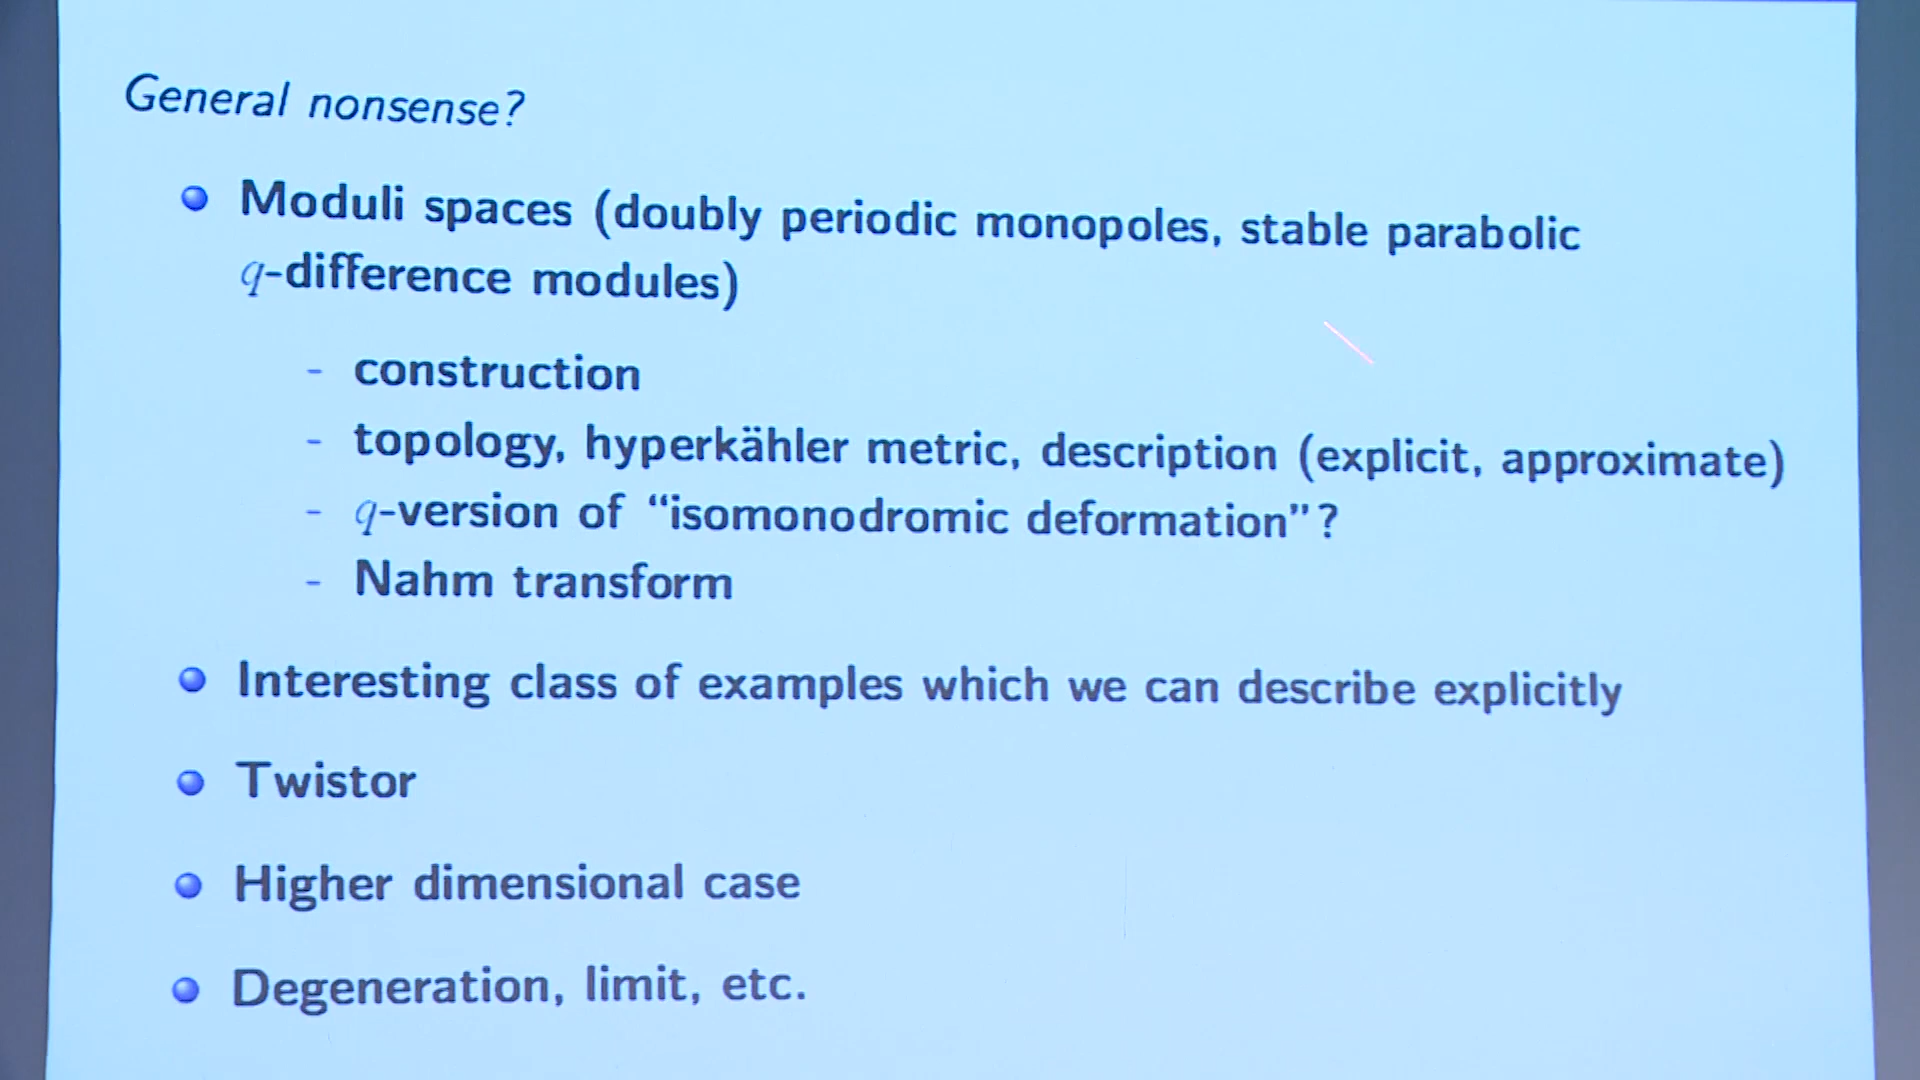 General nonsense?
Moduli spaces (doubly periodic monopoles, stable parabolic
q-difference modules)
- construction
- topology, hyperkähler metric, description (explicit, approximate)
- q-version of “isomonodromic deformation”?
- Nahm transform
Interesting class of examples which we can describe explicitly
Twistor
Higher dimensional case
Degeneration, limit, etc.